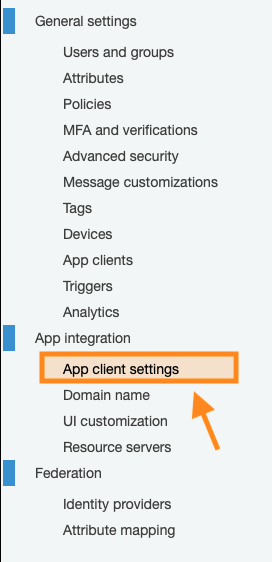 General settings
Users and groups
Attributes
Policies
MFA and verifications
Advanced security
Message customizations
Tags
Devices
App clients
Triggers
Analytics
App integration
App client settings
Domain name
UI customization
Resource servers
Federation
Identity providers
Attribute mapping